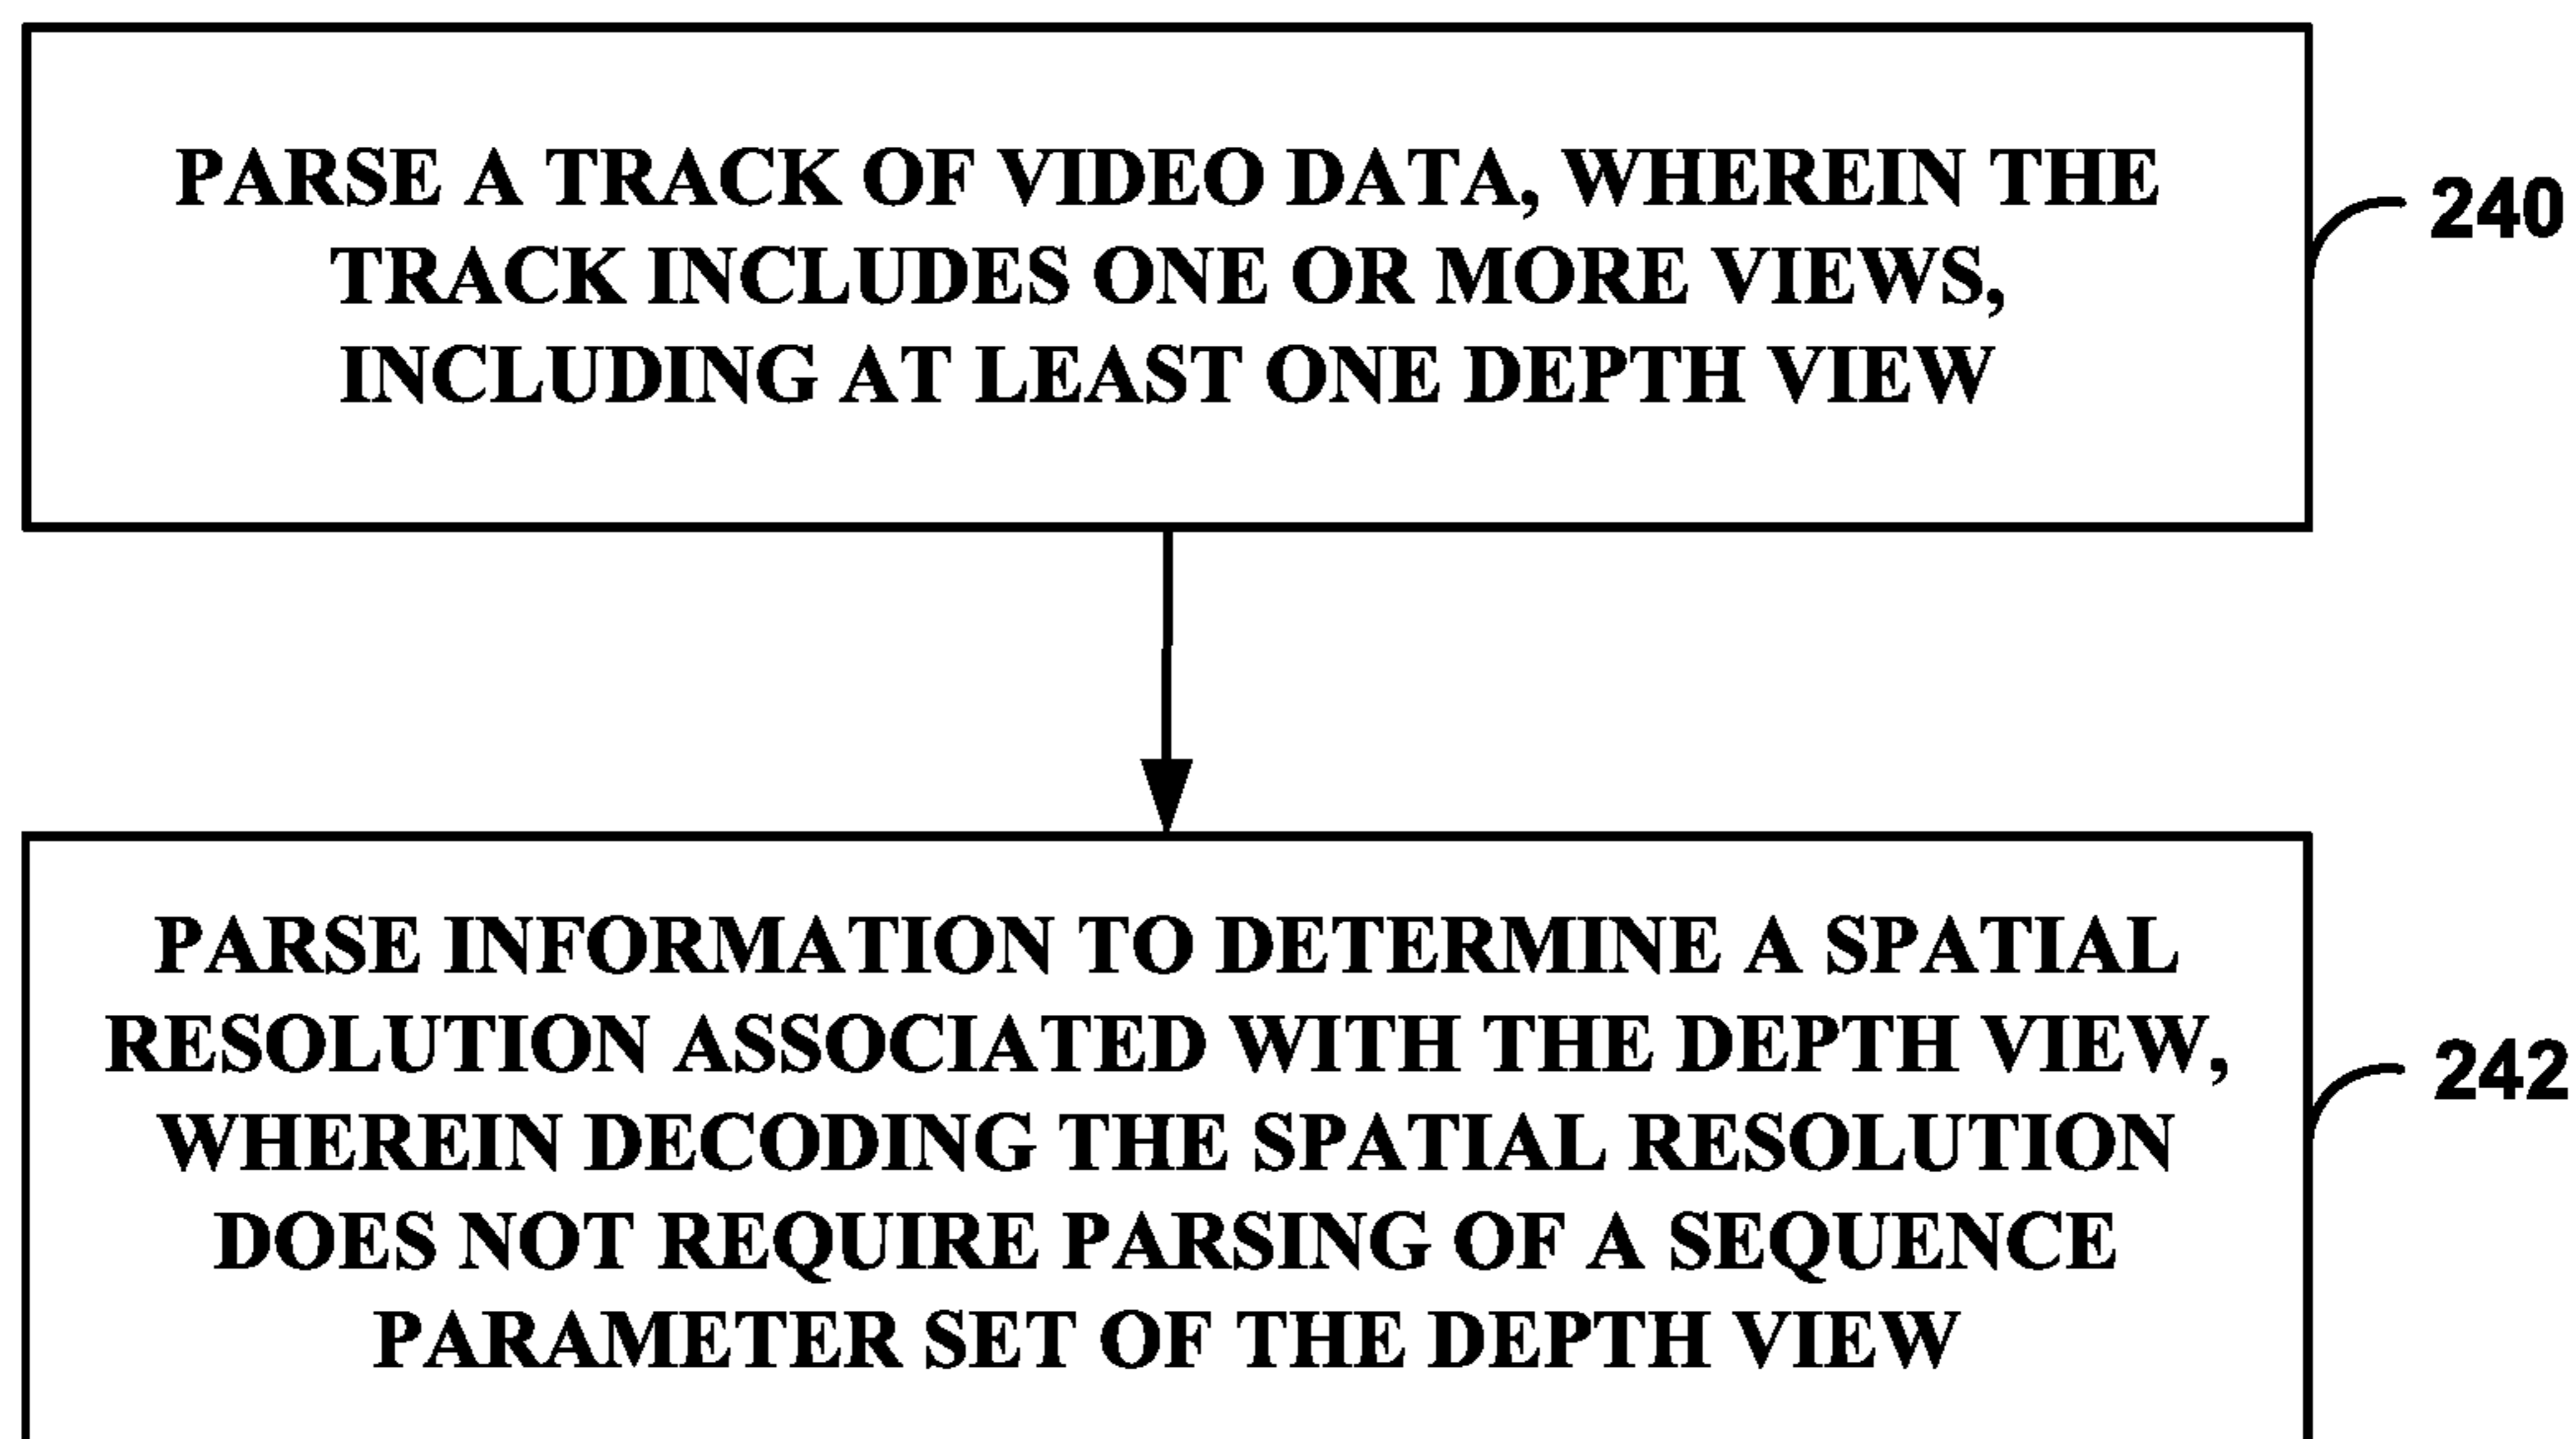 PARSE A TRACK OF VIDEO DATA, WHEREIN THE
TRACK INCLUDES ONE OR MORE VIEWS,
INCLUDING AT LEAST ONE DEPTH VIEW
240
PARSE INFORMATION TO DETERMINE A SPATIAL
RESOLUTION ASSOCIATED WITH THE DEPTH VIEW,
WHEREIN DECODING THE SPATIAL RESOLUTION
DOES NOT REQUIRE PARSING OF A SEQUENCE
PARAMETER SET OF THE DEPTH VIEW
242